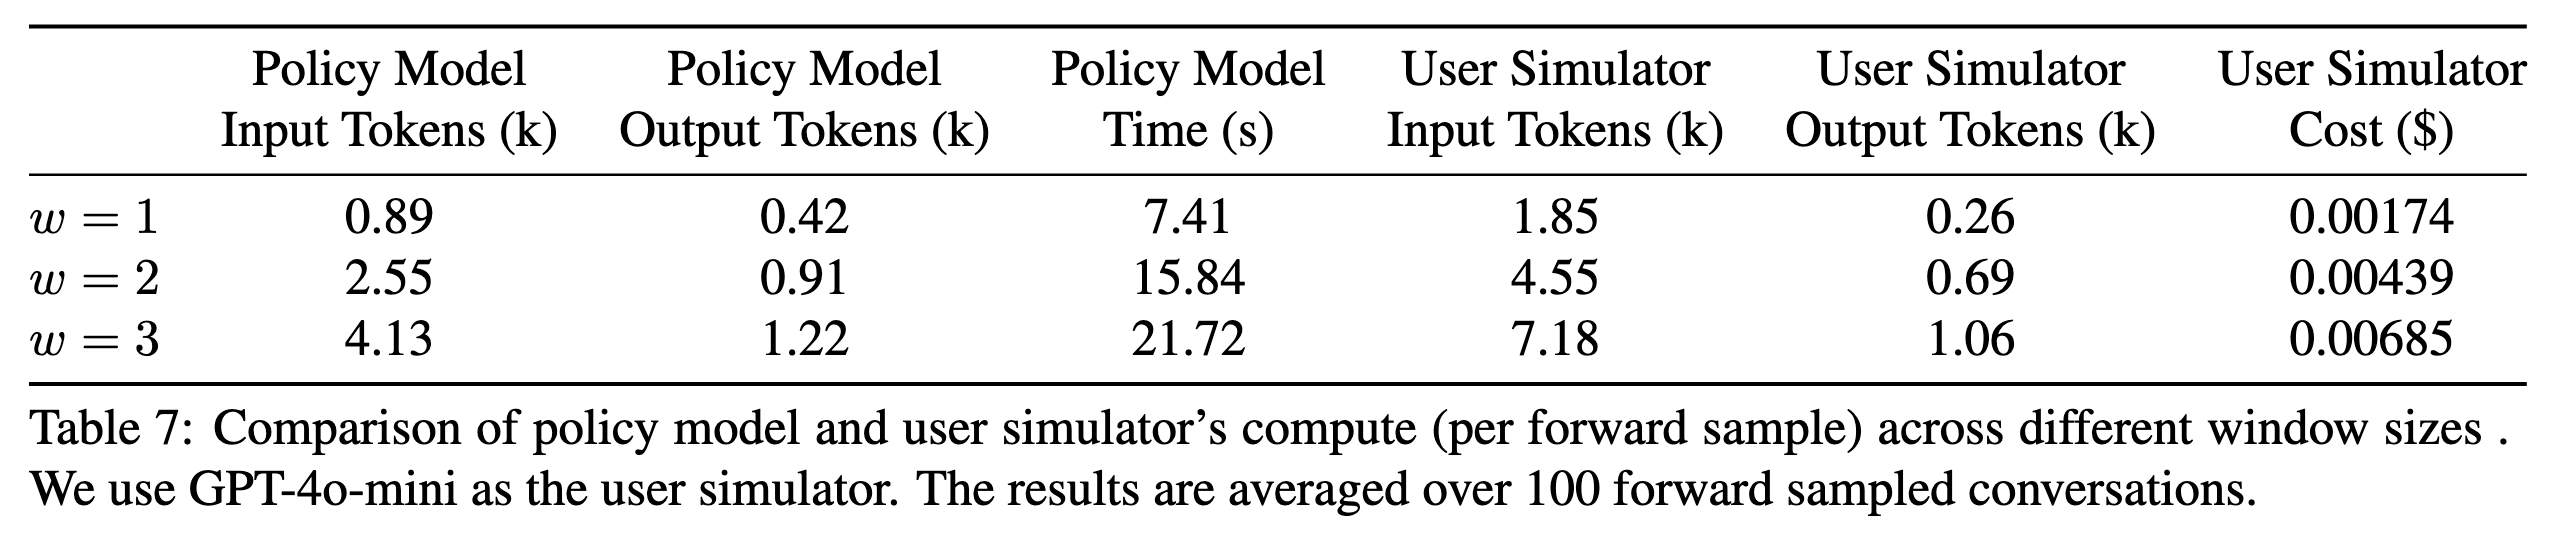 Policy Model Policy Model Policy Model User Simulator User Simulator User Simulator
Input Tokens (k) Output Tokens (k) Time (s) Input Tokens (k) Output Tokens (k) Cost ($)
w = 1 0.89 0.42 7.41 1.85 0.26 0.00174
w = 2 2.55 0.91 15.84 4.55 0.69 0.00439
w = 3 4.13 1.22 21.72 7.18 1.06 0.00685
Table 7: Comparison of policy model and user simulator's compute (per forward sample) across different window sizes .
We use GPT-4o-mini as the user simulator. The results are averaged over 100 forward sampled conversations.